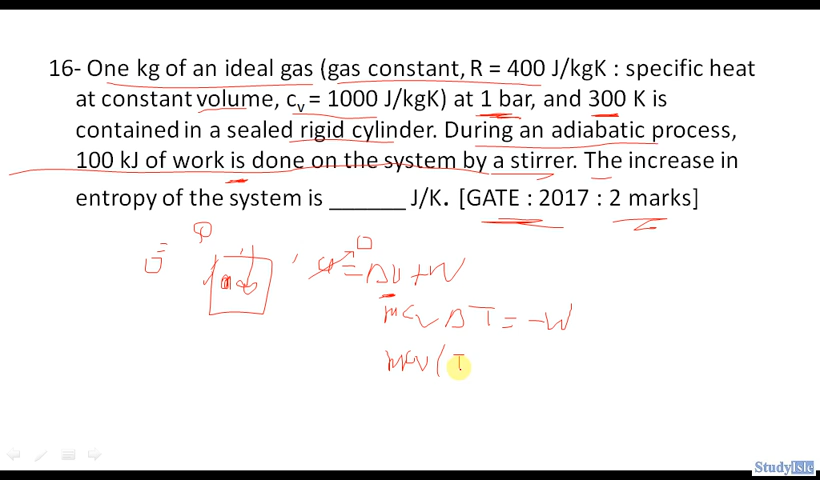 16- One kg of an ideal gas (gas constant, R = 400 J/kgK : specific heat
at constant volume, cv = 1000 J/kgK) at 1 bar, and 300 K is
contained in a sealed rigid cylinder. During an adiabatic process,
100 kJ of work is done on the system by a stirrer. The increase in
entropy of the system is ______ J/K. [GATE : 2017 : 2 marks]
= ΔU + W
mcv ΔT = -W
mcv (T
StudyIsle